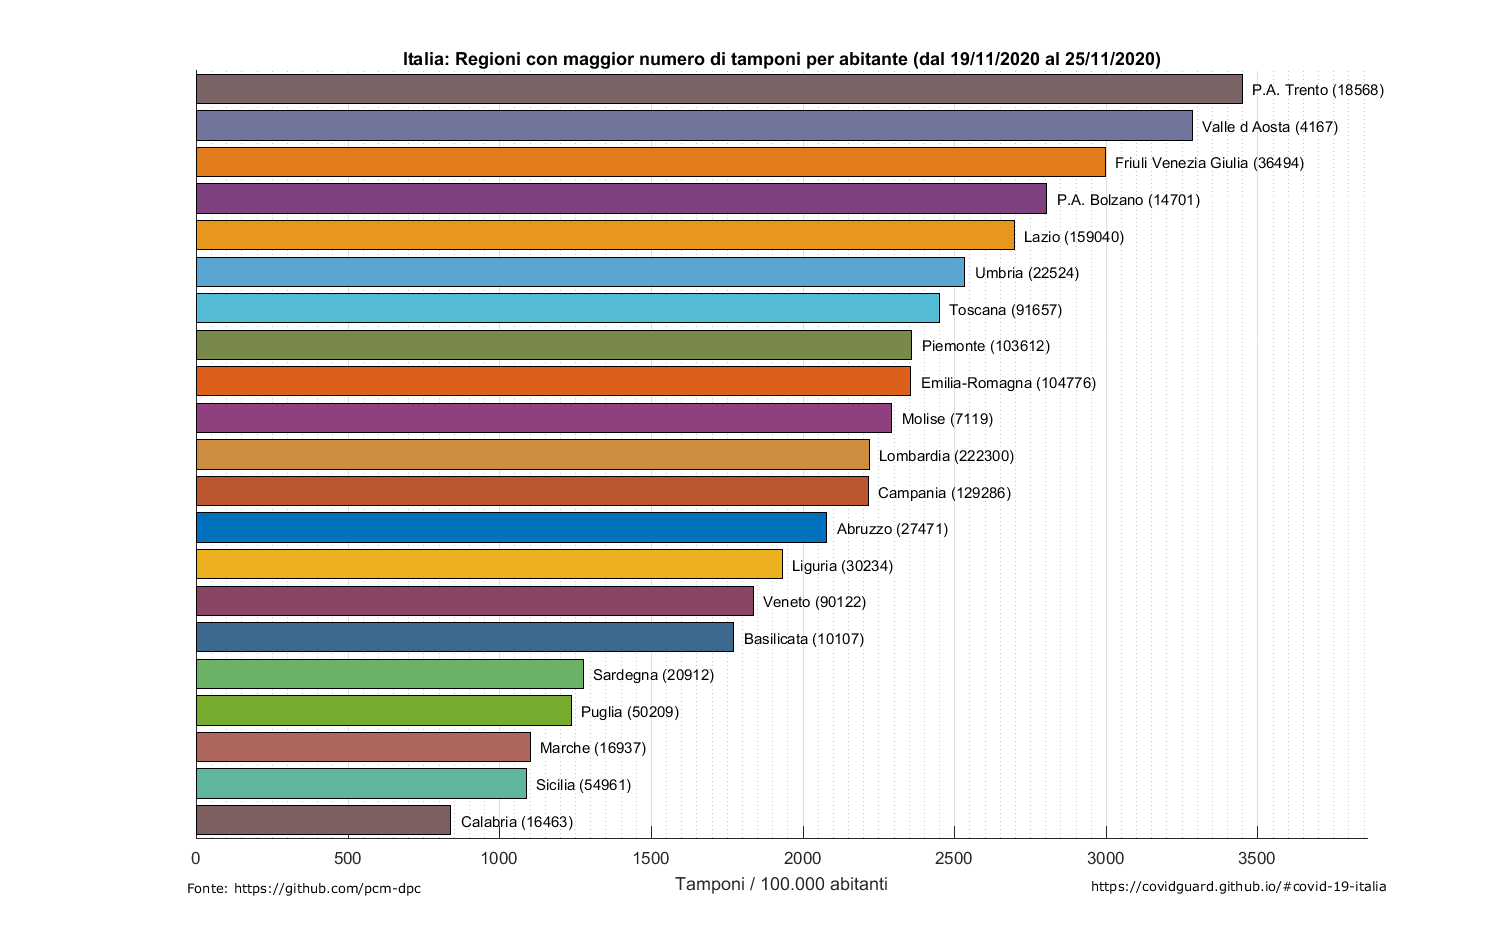 Italia: Regioni con maggior numero di tamponi per abitante (dal 19/11/2020 al 25/11/2020)
P.A. Trento (18568)
Valle d Aosta (4167)
Friuli Venezia Giulia (36494)
P.A. Bolzano (14701)
Lazio (159040)
Umbria (22524)
Toscana (91657)
Piemonte (103612)
Emilia-Romagna (104776)
Molise (7119)
Lombardia (222300)
Campania (129286)
Abruzzo (27471)
Liguria (30234)
Veneto (90122)
Basilicata (10107)
Sardegna (20912)
Puglia (50209)
Marche (16937)
Sicilia (54961)
Calabria (16463)
0 500 1000 1500 2000 2500 3000 3500
Tamponi / 100.000 abitanti
Fonte: https://github.com/pcm-dpc
https://covidguard.github.io/#covid-19-italia